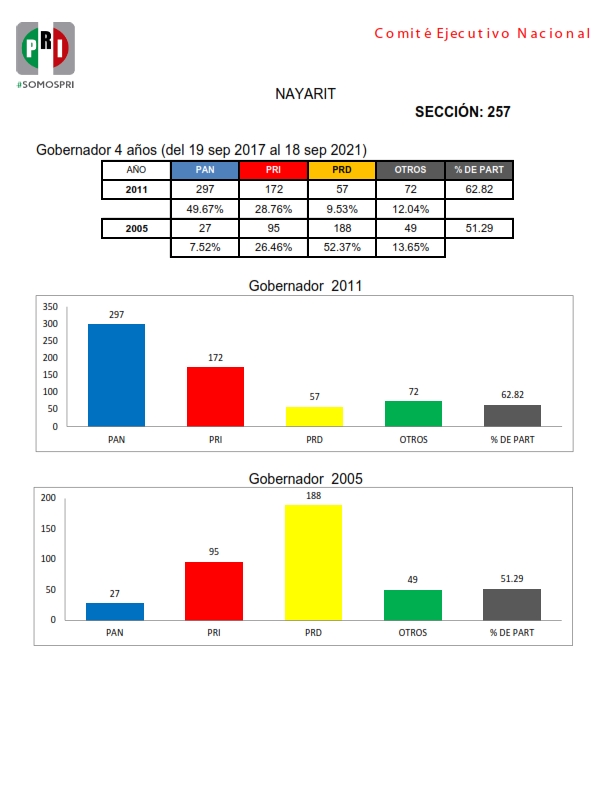 Comité Ejecutivo Nacional
PRI
#SOMOSPRI
NAYARIT
SECCIÓN: 257
Gobernador 4 años (del 19 sep 2017 al 18 sep 2021)
AÑO PAN PRI PRD OTROS % DE PART
2011 297 172 57 72 62.82
49.67% 28.76% 9.53% 12.04%
2005 27 95 188 49 51.29
7.52% 26.46% 52.37% 13.65%
Gobernador 2011
350
300
250
200
150
100
50
0
297
172
57
72
62.82
PAN PRI PRD OTROS % DE PART
Gobernador 2005
200
150
100
50
0
27
95
188
49
51.29
PAN PRI PRD OTROS % DE PART